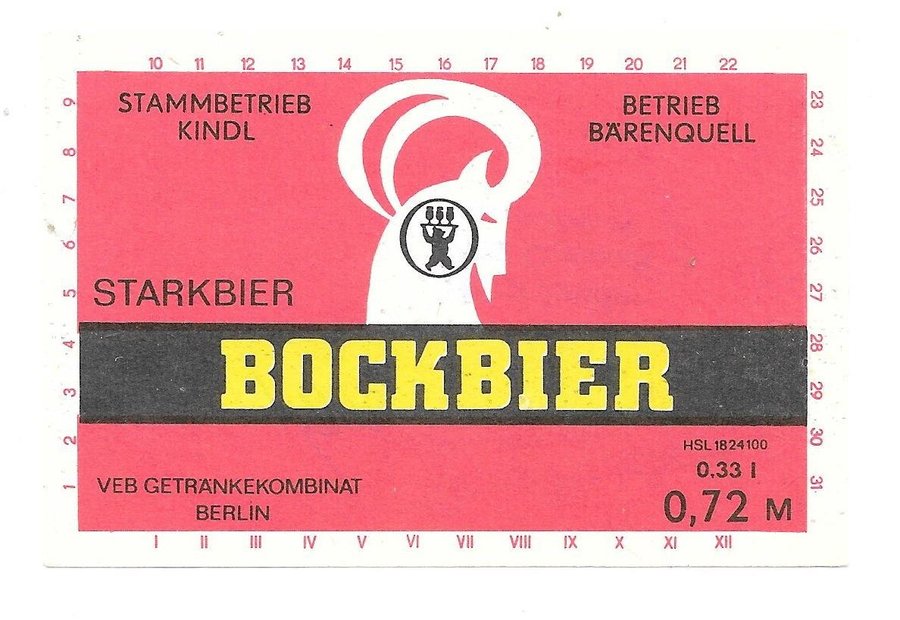 10 11 12 13 14 15 16 17 18 19 20 21 22
STAMMBETRIEB
KINDL
BETRIEB
BÄRENQUELL
STARKBIER
BOCKBIER
HSL 1824100
0,33 l
0,72 M
VEB GETRÄNKEKOMBINAT
BERLIN
1 2 3 4 5 6 7 8 9
23 24 25 26 27 28 29 30 31
I II III IV V VI VII VIII IX X XI XII